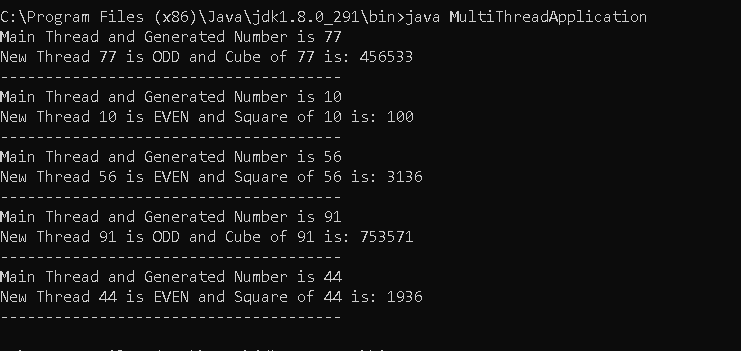 C:\Program Files (x86)\Java\jdk1.8.0_291\bin>java MultiThreadApplication
Main Thread and Generated Number is 77
New Thread 77 is ODD and Cube of 77 is: 456533
--------------------------------------
Main Thread and Generated Number is 10
New Thread 10 is EVEN and Square of 10 is: 100
--------------------------------------
Main Thread and Generated Number is 56
New Thread 56 is EVEN and Square of 56 is: 3136
--------------------------------------
Main Thread and Generated Number is 91
New Thread 91 is ODD and Cube of 91 is: 753571
--------------------------------------
Main Thread and Generated Number is 44
New Thread 44 is EVEN and Square of 44 is: 1936
--------------------------------------